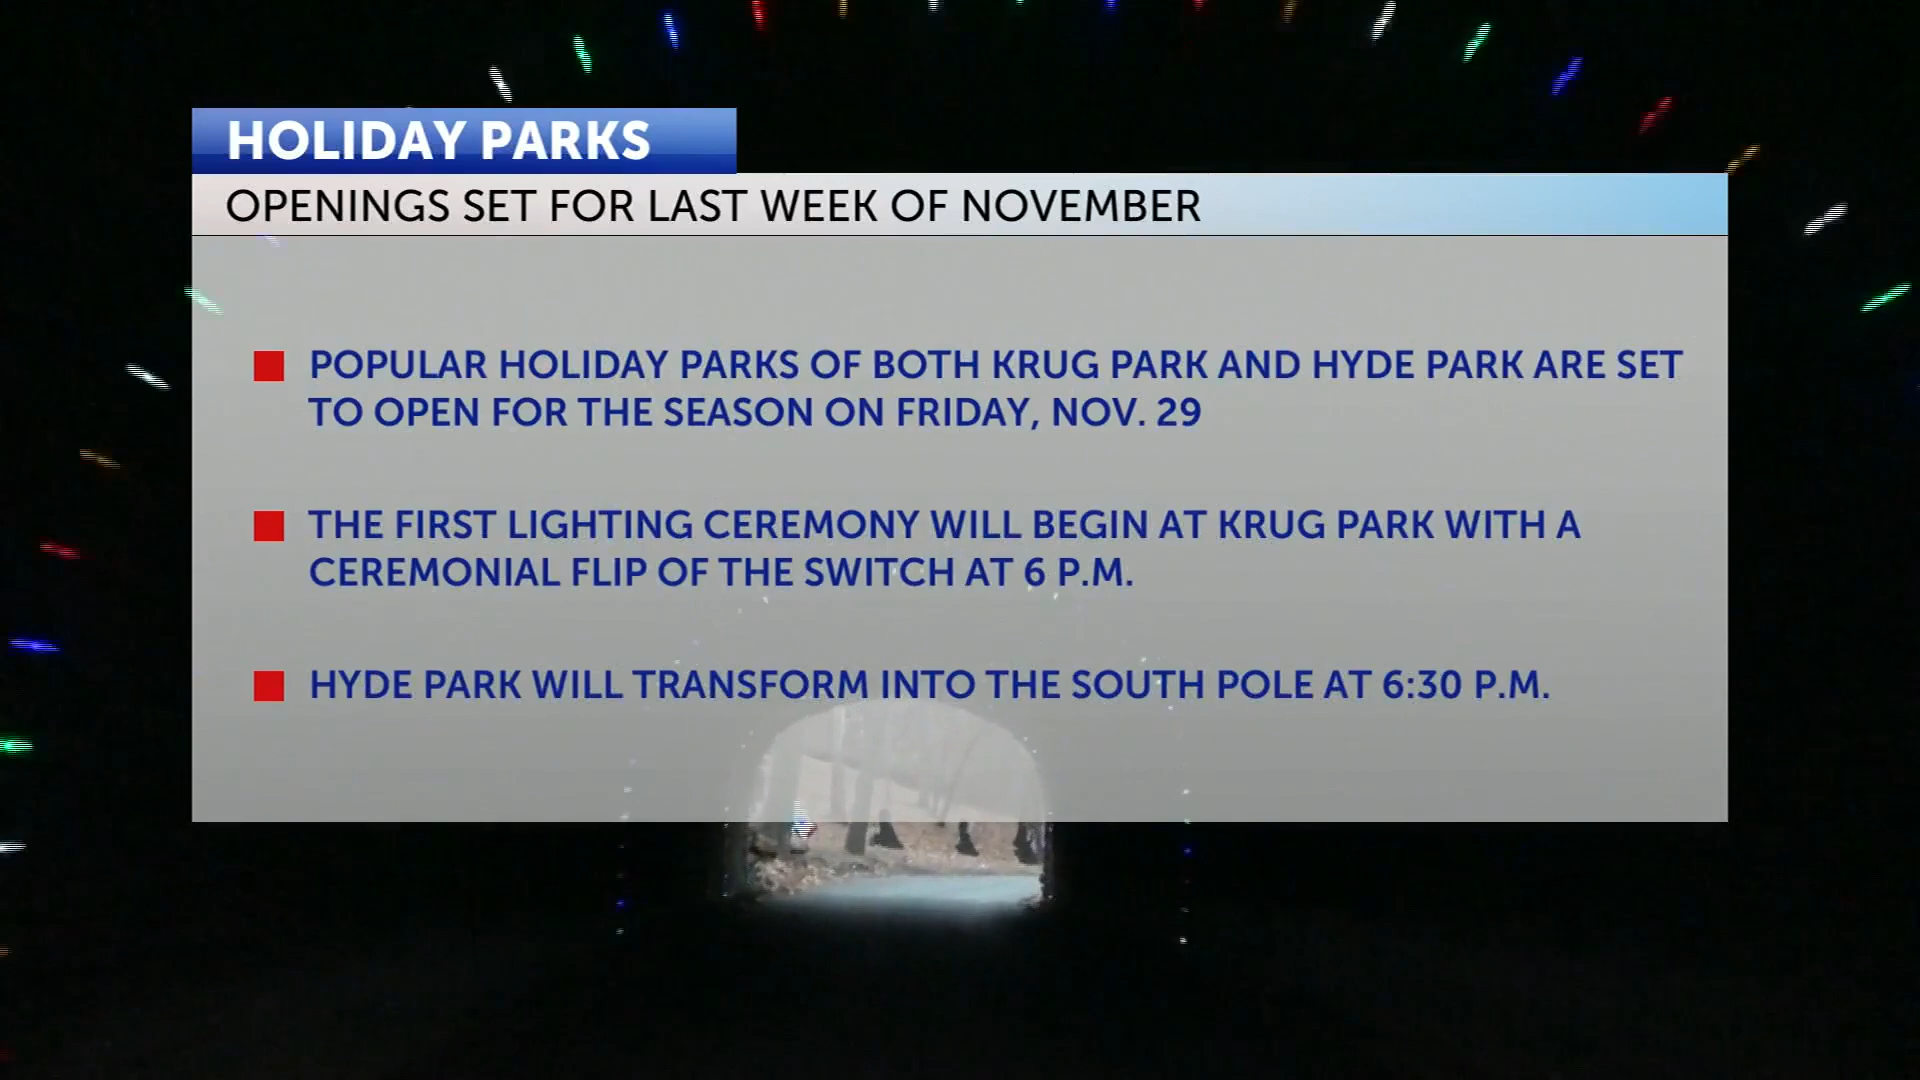 HOLIDAY PARKS
OPENINGS SET FOR LAST WEEK OF NOVEMBER
POPULAR HOLIDAY PARKS OF BOTH KRUG PARK AND HYDE PARK ARE SET
TO OPEN FOR THE SEASON ON FRIDAY, NOV. 29
THE FIRST LIGHTING CEREMONY WILL BEGIN AT KRUG PARK WITH A
CEREMONIAL FLIP OF THE SWITCH AT 6 P.M.
HYDE PARK WILL TRANSFORM INTO THE SOUTH POLE AT 6:30 P.M.